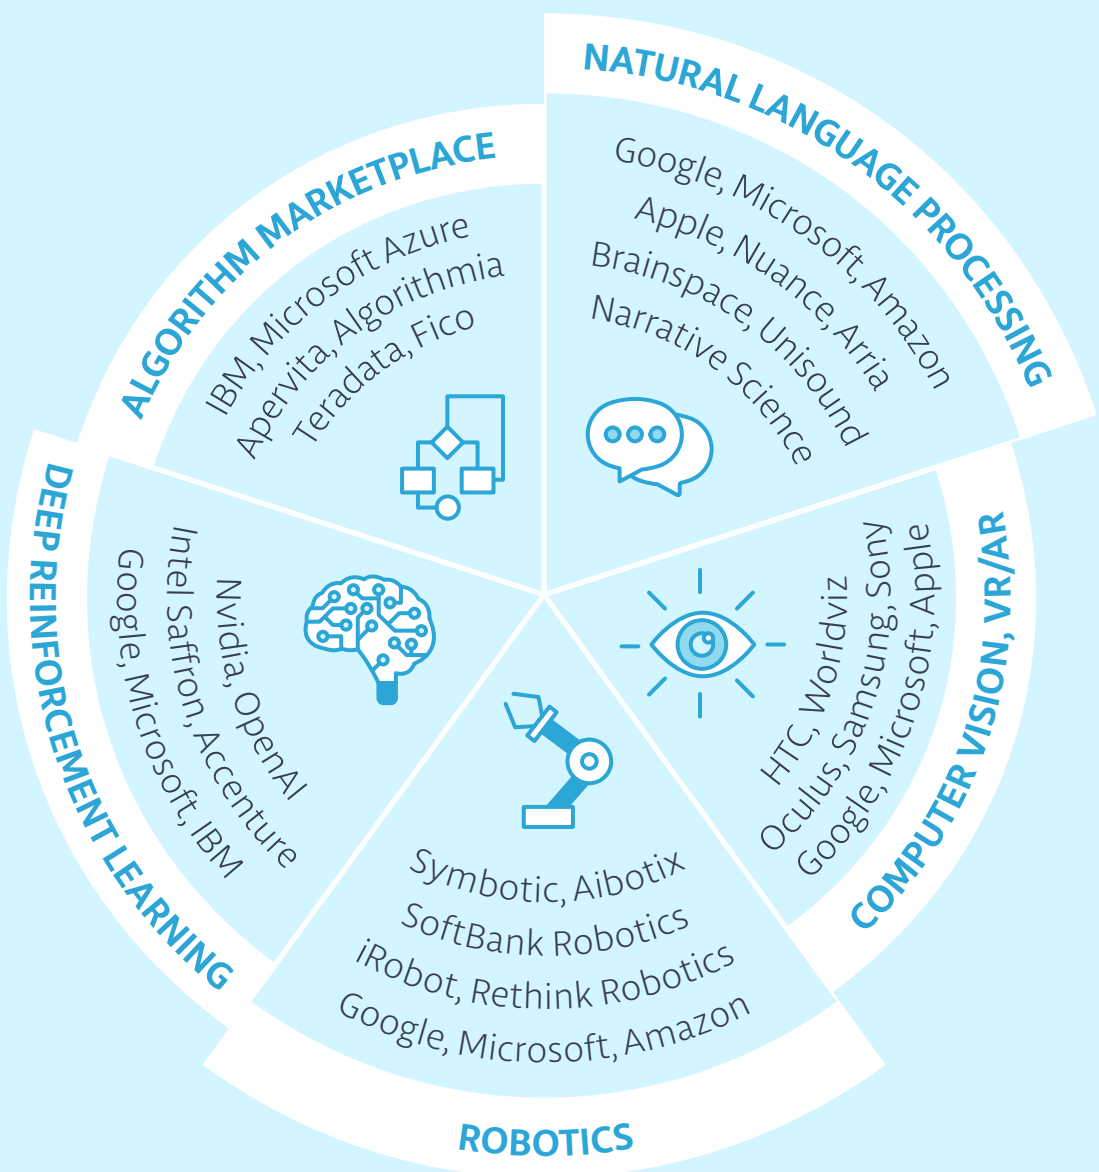 NATURAL LANGUAGE PROCESSING
Google, Microsoft, Amazon
Apple, Nuance, Arria
Brainspace, Unisound
Narrative Science
COMPUTER VISION, VR/AR
HTC, Worldviz
Oculus, Samsung, Sony
Google, Microsoft, Apple
ROBOTICS
Symbotic, Aibotix
SoftBank Robotics
iRobot, Rethink Robotics
Google, Microsoft, Amazon
DEEP REINFORCEMENT LEARNING
Nvidia, OpenAI
Intel Saffron, Accenture
Google, Microsoft, IBM
ALGORITHM MARKETPLACE
IBM, Microsoft Azure
Apervita, Algorithmia
Teradata, Fico